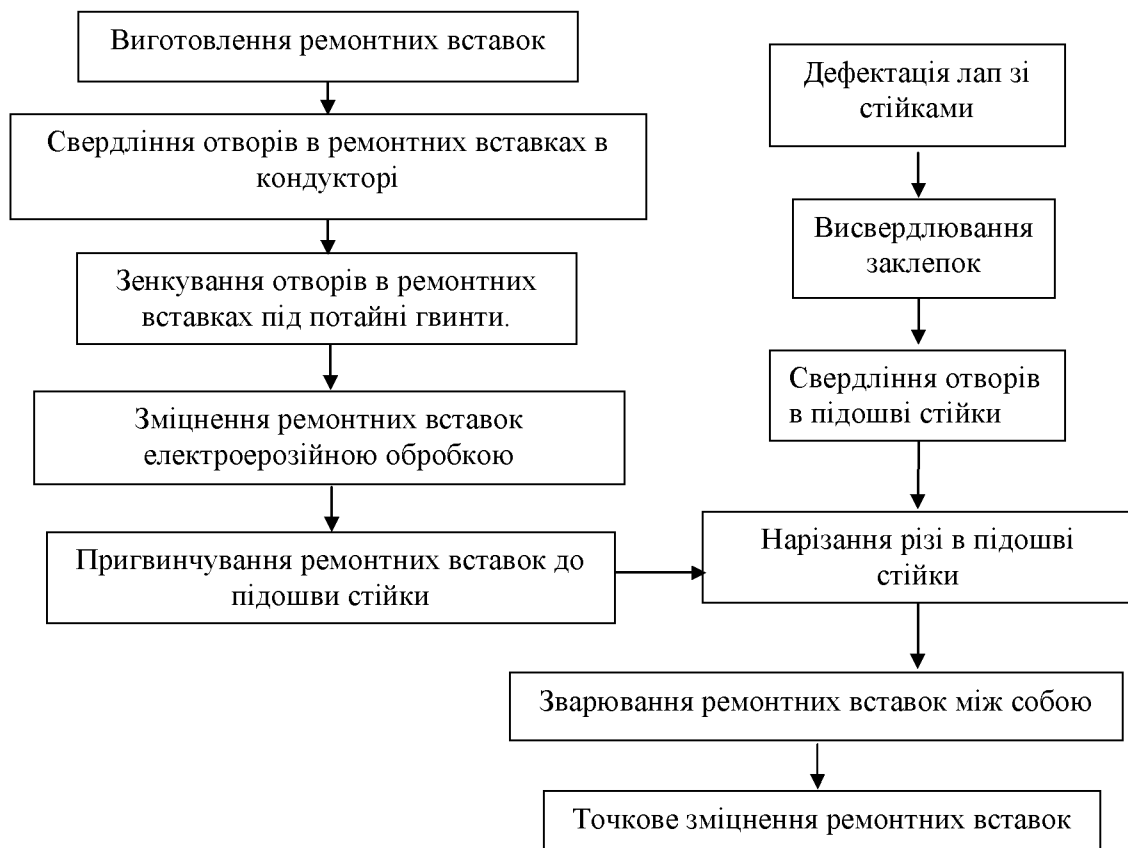 Виготовлення ремонтних вставок
Свердління отворів в ремонтних вставках в
кондукторі
Зенкування отворів в ремонтних
вставках під потайні гвинти.
Зміцнення ремонтних вставок
електроерозійною обробкою
Пригвинчування ремонтних вставок до
підошви стійки
Дефектація лап зі
стійками
Висвердлювання
заклепок
Свердління отворів
в підошві стійки
Нарізання різі в підошві
стійки
Зварювання ремонтних вставок між собою
Точкове зміцнення ремонтних вставок